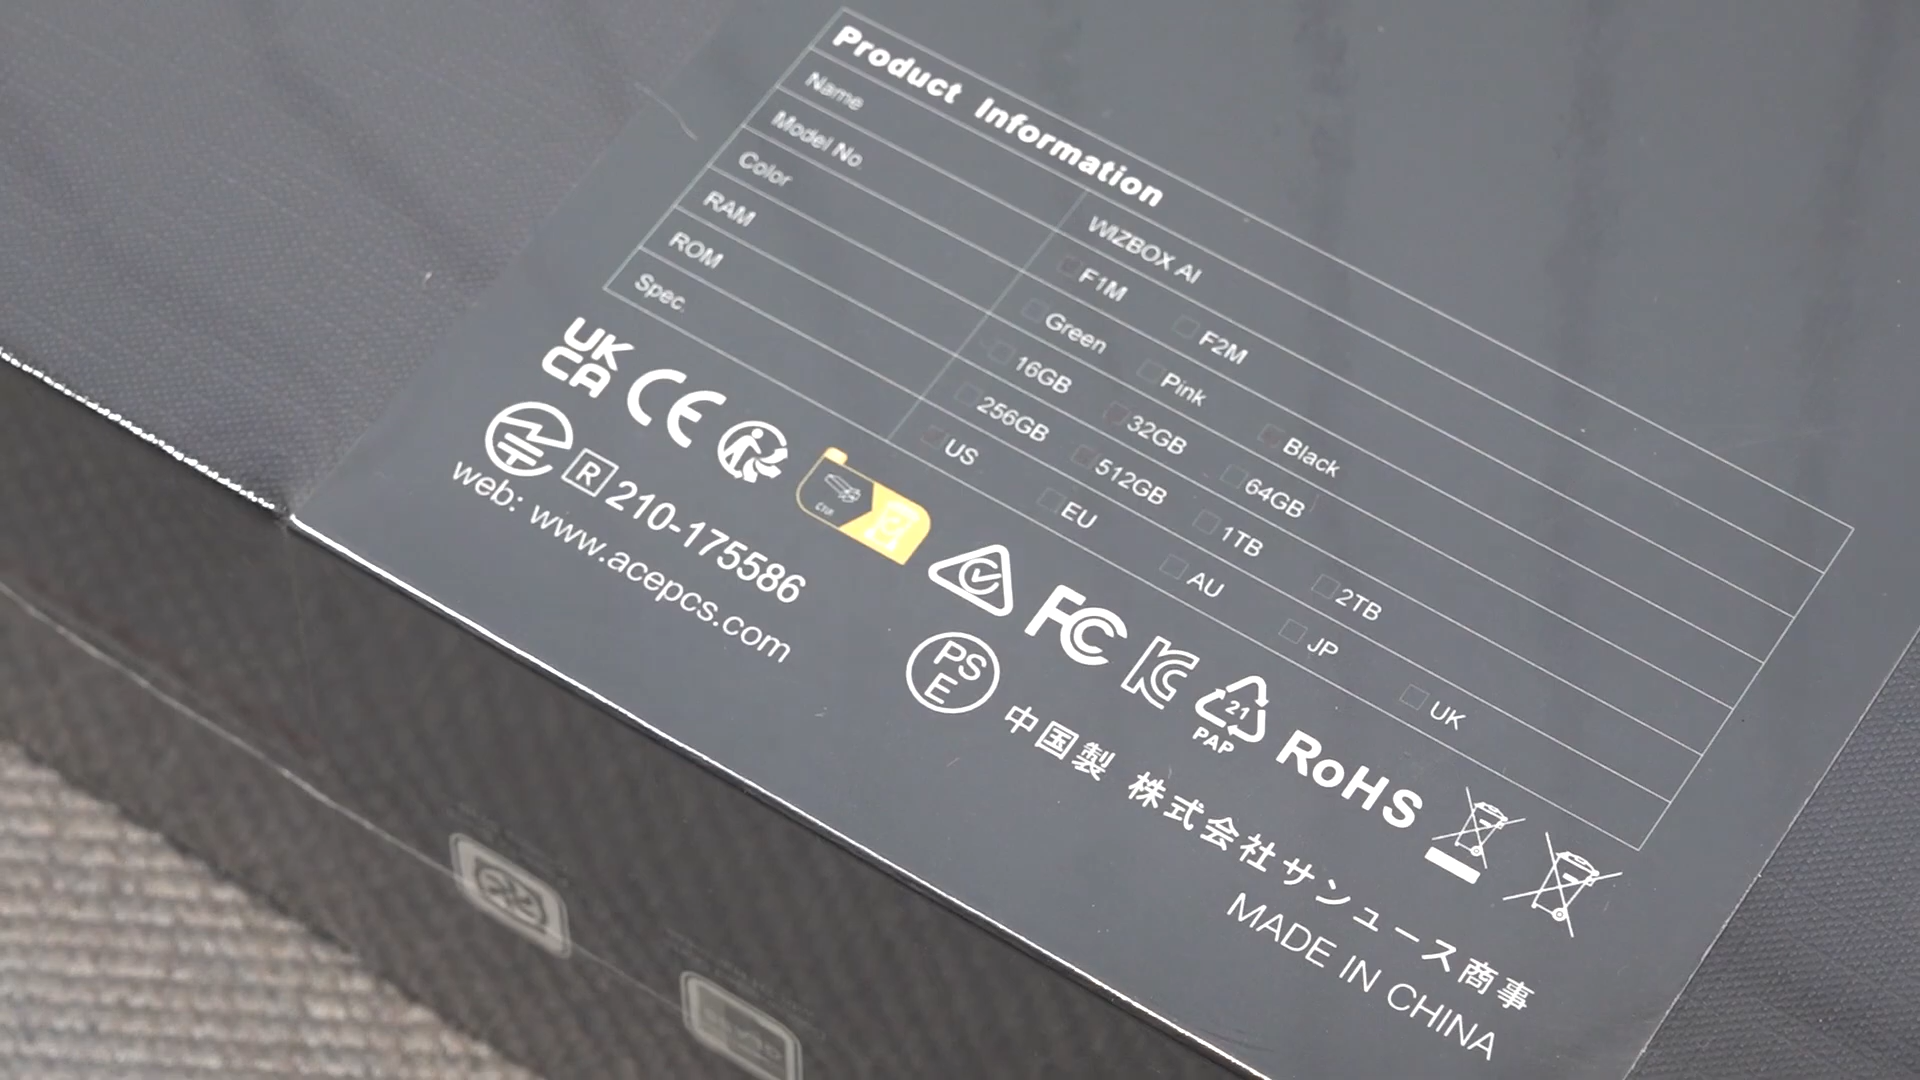 Product Information
Name WIZBOX AI
Model No. F1M F2M
Color Green Pink Black
RAM 16GB 32GB 64GB
ROM 256GB 512GB 1TB 2TB
Spec. US EU AU JP UK
UK
CA CE FC RoHS
21
PAP
R 210-175586
PS
E 中国製 株式会社サンユース商事
web: www.acepcs.com
MADE IN CHINA